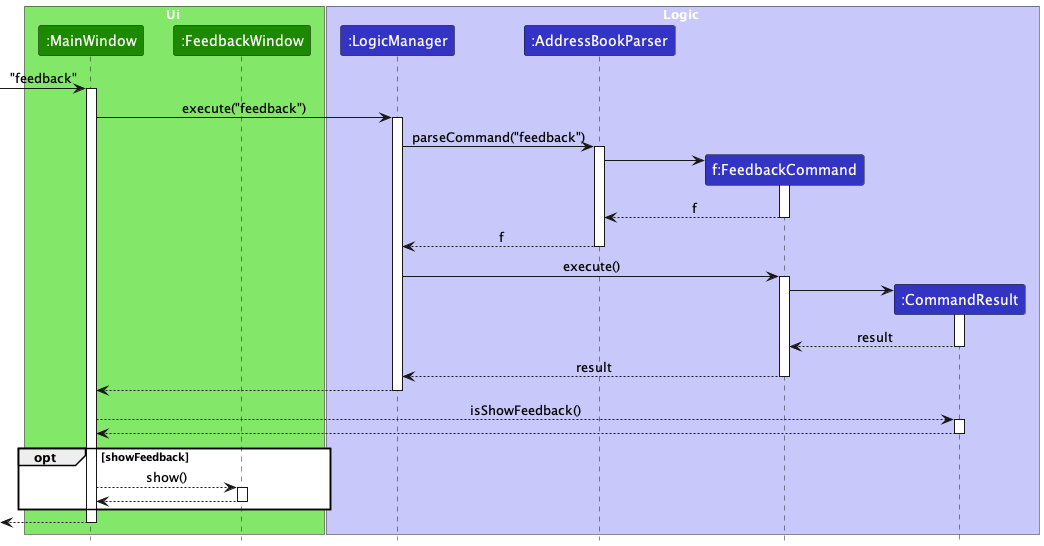 Ui
Logic
:MainWindow
:FeedbackWindow
:LogicManager
:AddressBookParser
"feedback"
execute("feedback")
parseCommand("feedback")
f:FeedbackCommand
f
f
execute()
:CommandResult
result
result
isShowFeedback()
opt
[showFeedback]
show()